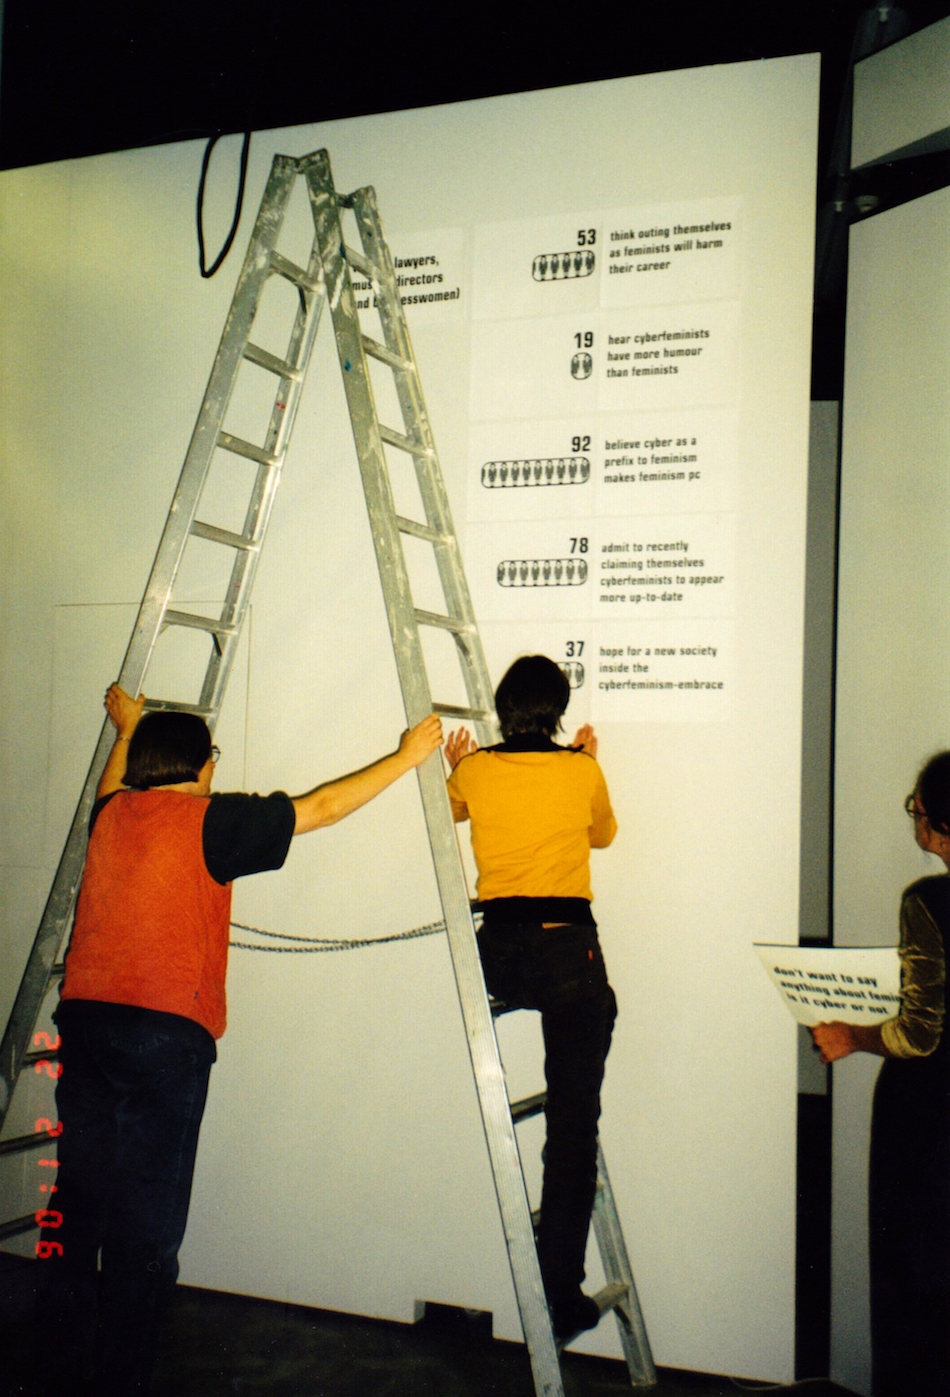 lawyers,
directors
53
think outing themselves
as feminists will harm
their career
19
hear cyberfeminists
have more humour
than feminists
92
believe cyber as a
prefix to feminism
makes feminism pc
78
admit to recently
claiming themselves
cyberfeminists to appear
more up-to-date
37
hope for a new society
inside the
cyberfeminism-embrace
don't want to say
anything about
is it cyber or not